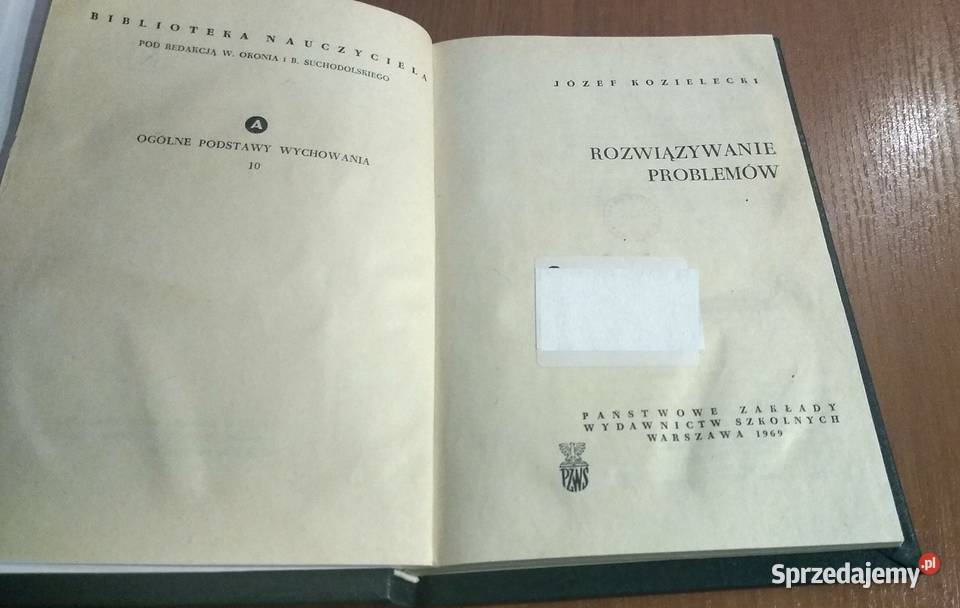 BIBLIOTEKA NAUCZYCIELA
POD REDAKCJĄ W. OKONIA I B. SUCHODOLSKIEGO
A
OGÓLNE PODSTAWY WYCHOWANIA
10
JÓZEF KOZIELECKI
ROZWIĄZYWANIE
PROBLEMÓW
PAŃSTWOWE ZAKŁADY
WYDAWNICTW SZKOLNYCH
WARSZAWA 1969
PZWS
Sprzedajemy.pl